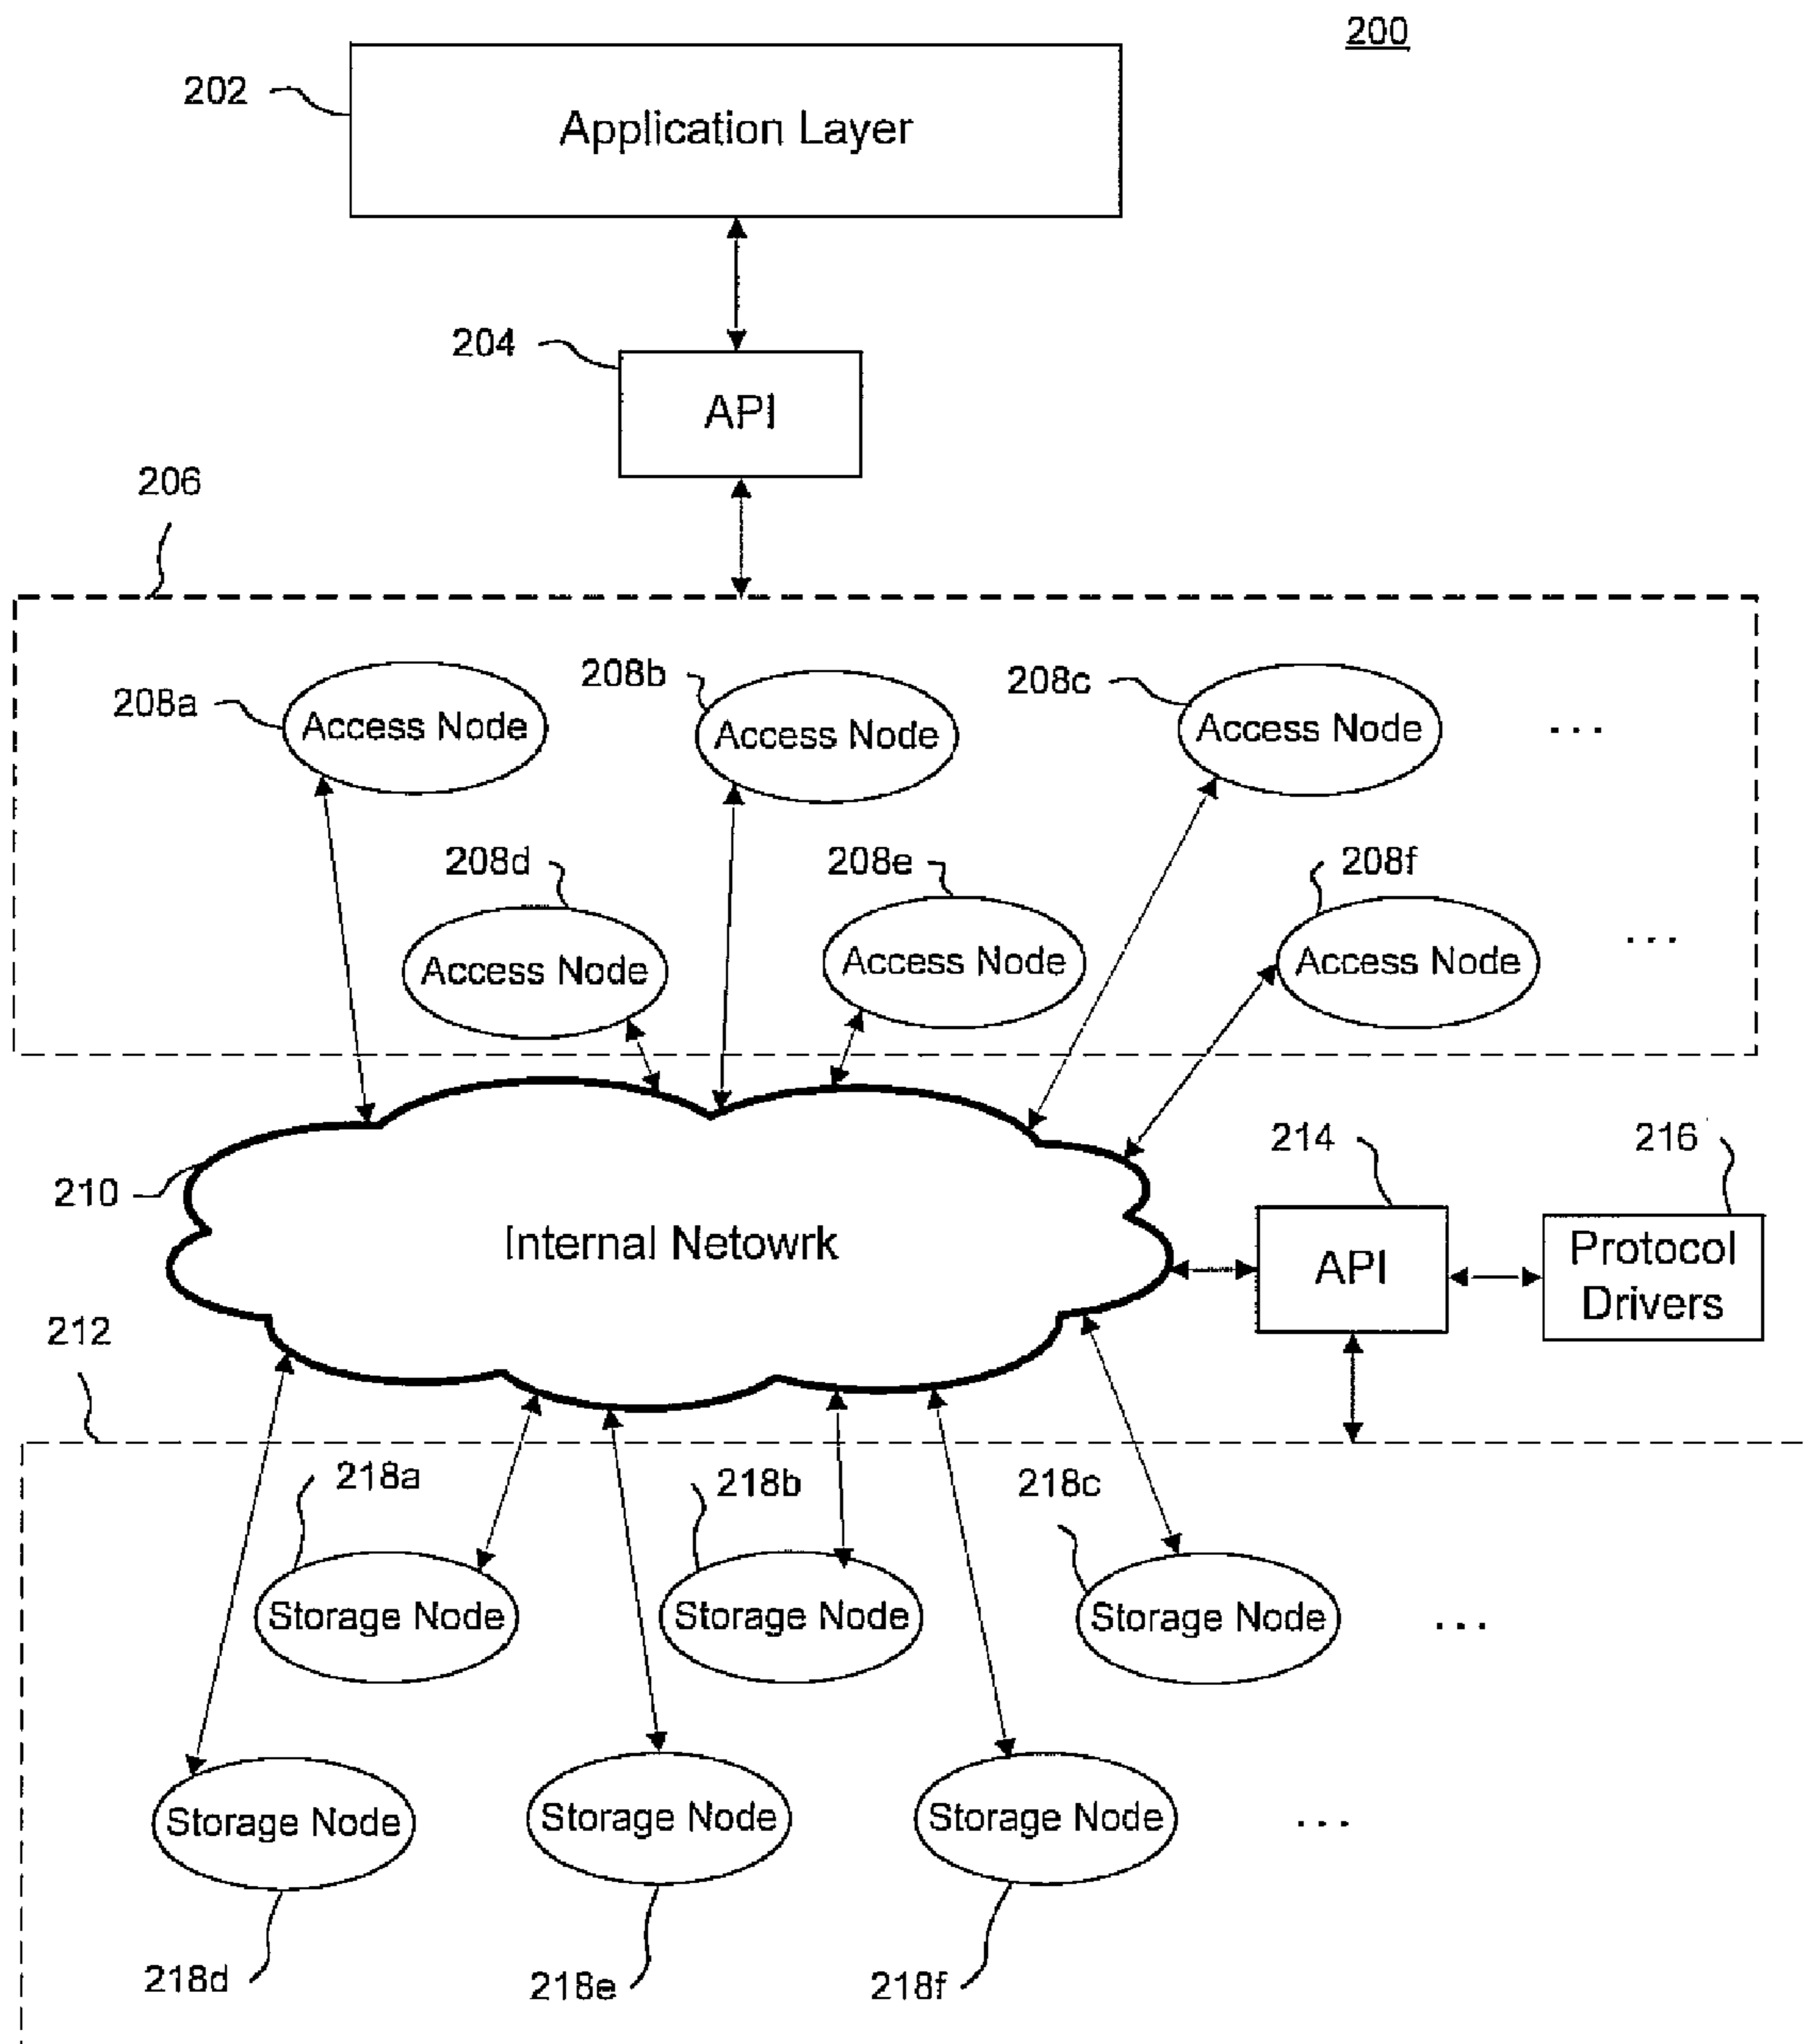 200
202
Application Layer
204
API
206
208a
Access Node
208b
Access Node
208c
Access Node
...
208d
Access Node
208e
Access Node
208f
Access Node
...
210
Internal Netowrk
214
API
216
Protocol
Drivers
212
218a
Storage Node
218b
Storage Node
218c
Storage Node
...
Storage Node
218d
Storage Node
218e
Storage Node
218f
...